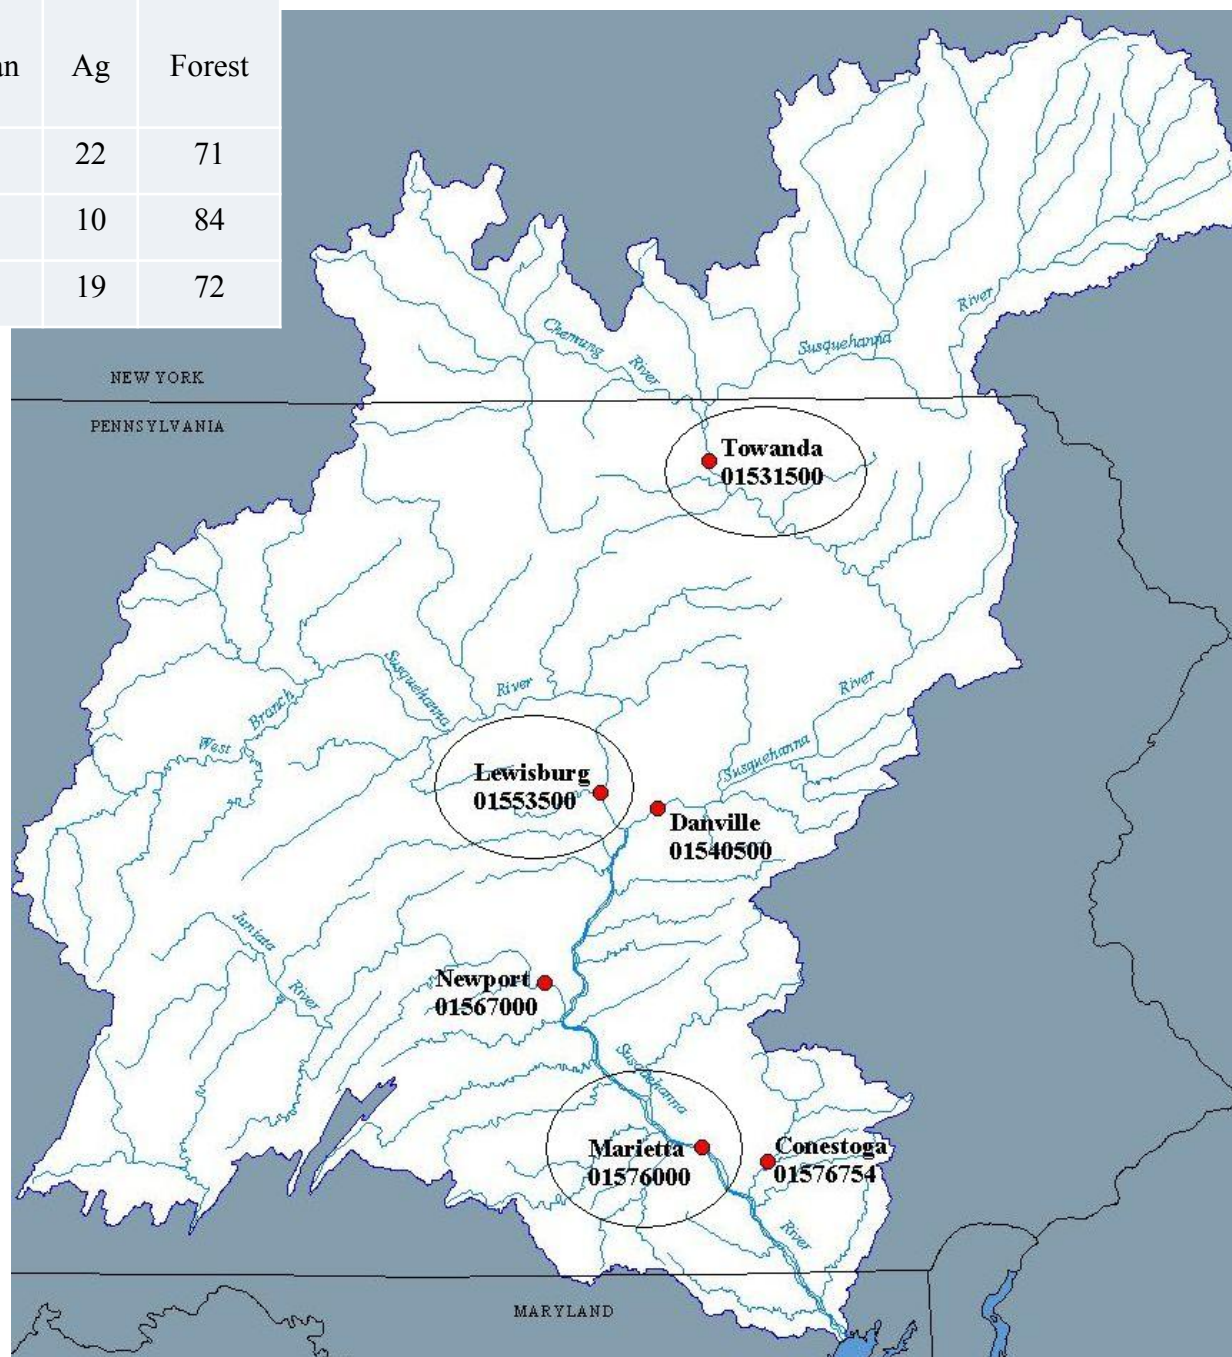 an Ag Forest
22 71
10 84
19 72
NEW YORK
PENNSYLVANIA
Chemung
River
Susquehanna
River
Towanda
01531500
Susquehanna
River
Branch
West
River
Susquehanna
Lewisburg
01553500
Danville
01540500
Juniata
River
Newport
01567000
Susquehanna
Marietta
01576000
Conestoga
01576754
River
MARYLAND